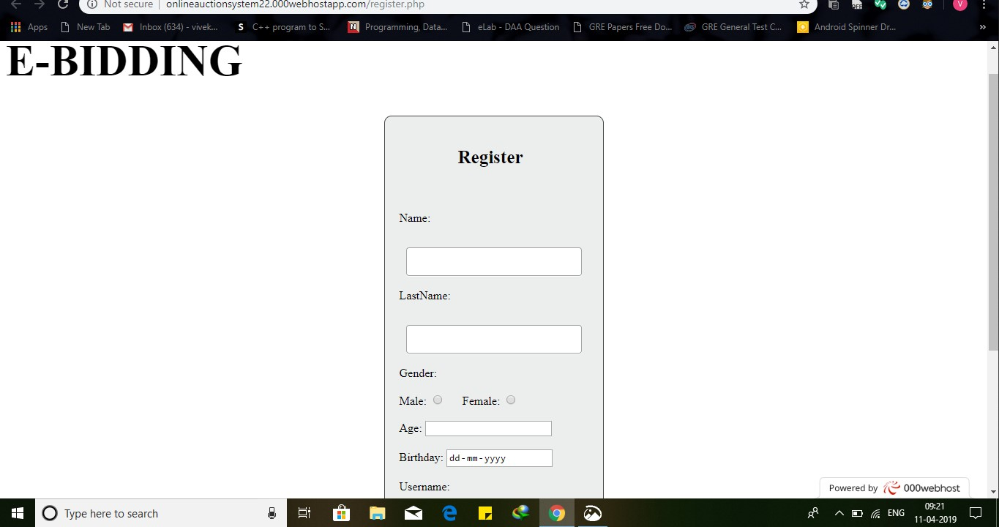 Not secure | onlineauctionsystem22.000webhostapp.com/register.php
OFF
V
Apps New Tab Inbox (634) - vivek... S C++ program to S... N Programming, Data... eLab - DAA Question GRE Papers Free Do... GRE General Test C... Android Spinner Dr... »
E-BIDDING
Register
Name:
LastName:
Gender:
Male: Female:
Age:
Birthday: dd-mm-yyyy
Username:
Powered by 000webhost
Type here to search
ENG
09:21
11-04-2019